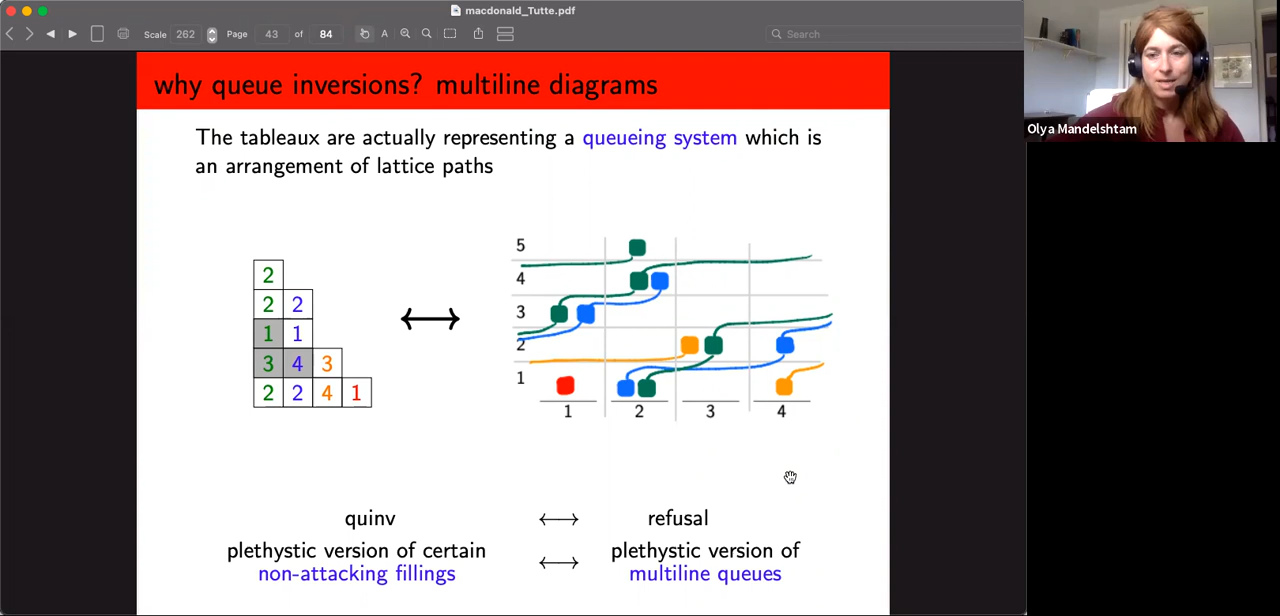 macdonald_Tutte.pdf
Scale 262 Page 43 of 84 A Search
why queue inversions? multiline diagrams
Olya Mandelshtam
The tableaux are actually representing a queueing system which is
an arrangement of lattice paths
2
2 2
1 1
3 4 3
2 2 4 1
5
4
3
2
1
1 2 3 4
quinv ⟷ refusal
plethystic version of certain ⟷ plethystic version of
non-attacking fillings multiline queues